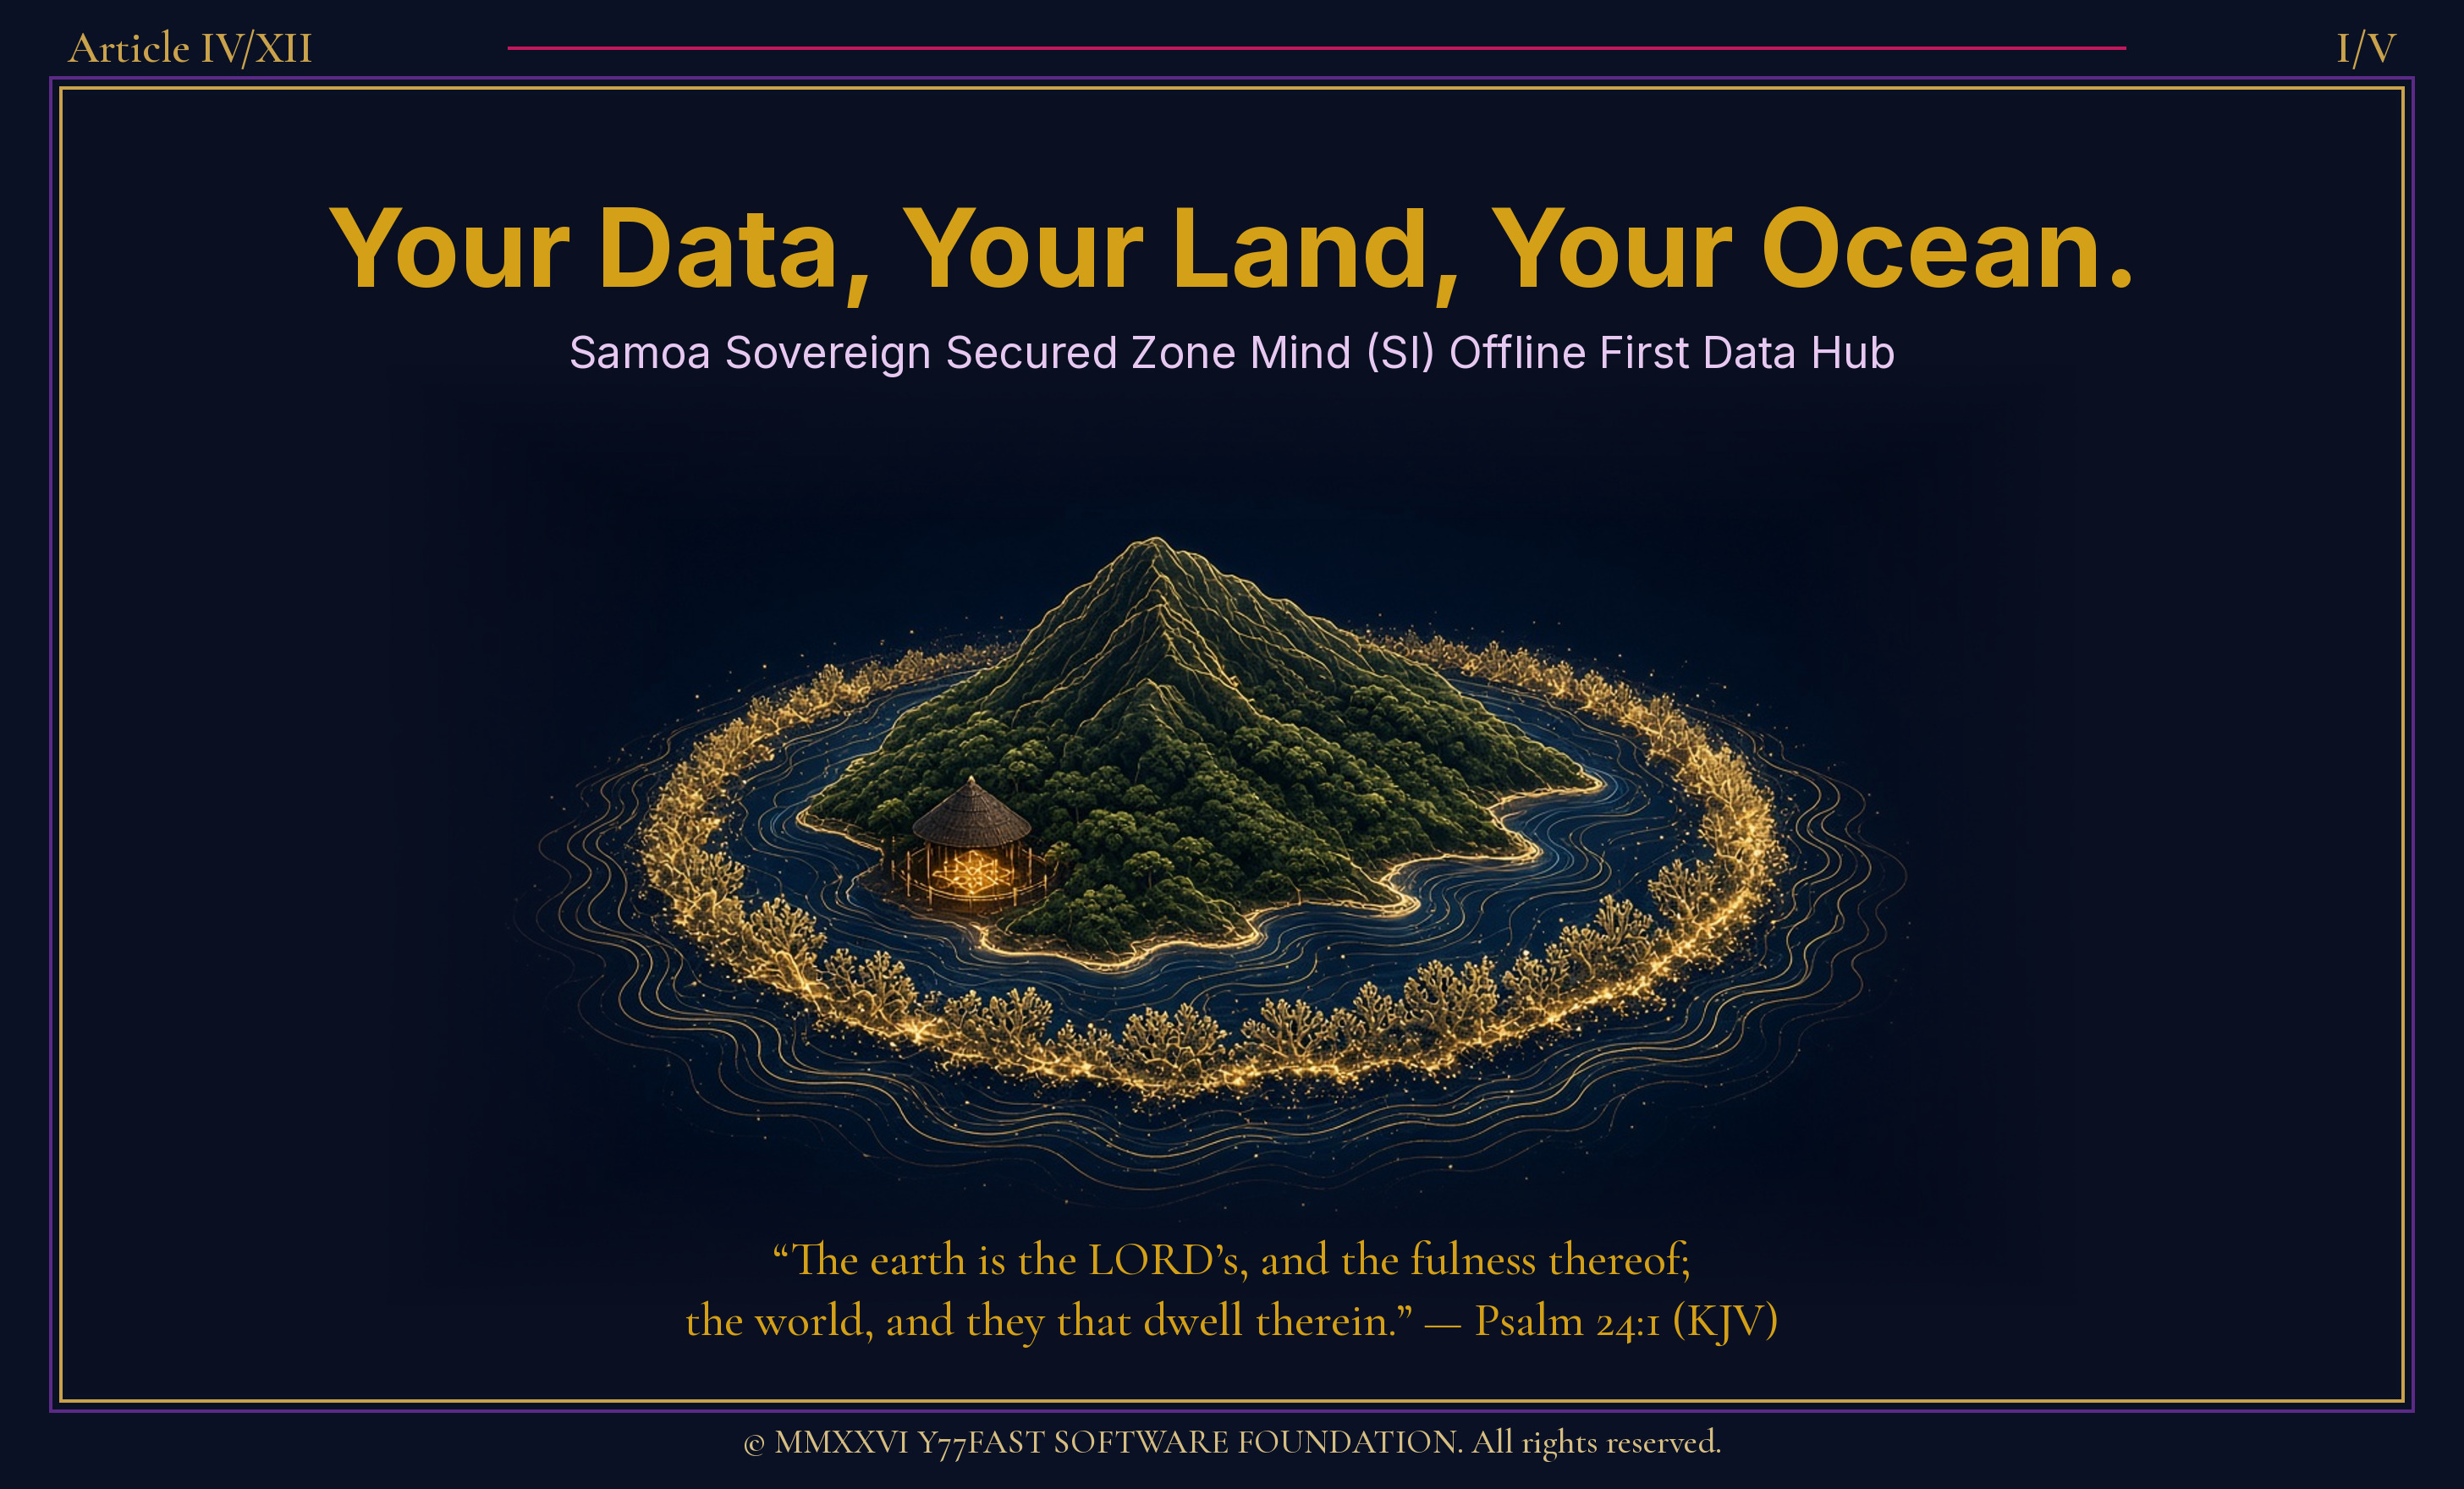 Article IV/XII
I/V
Your Data, Your Land, Your Ocean.
Samoa Sovereign Secured Zone Mind (SI) Offline First Data Hub
“The earth is the LORD’s, and the fulness thereof;
the world, and they that dwell therein.” — Psalm 24:1 (KJV)
© MMXXVI Y77FAST SOFTWARE FOUNDATION. All rights reserved.